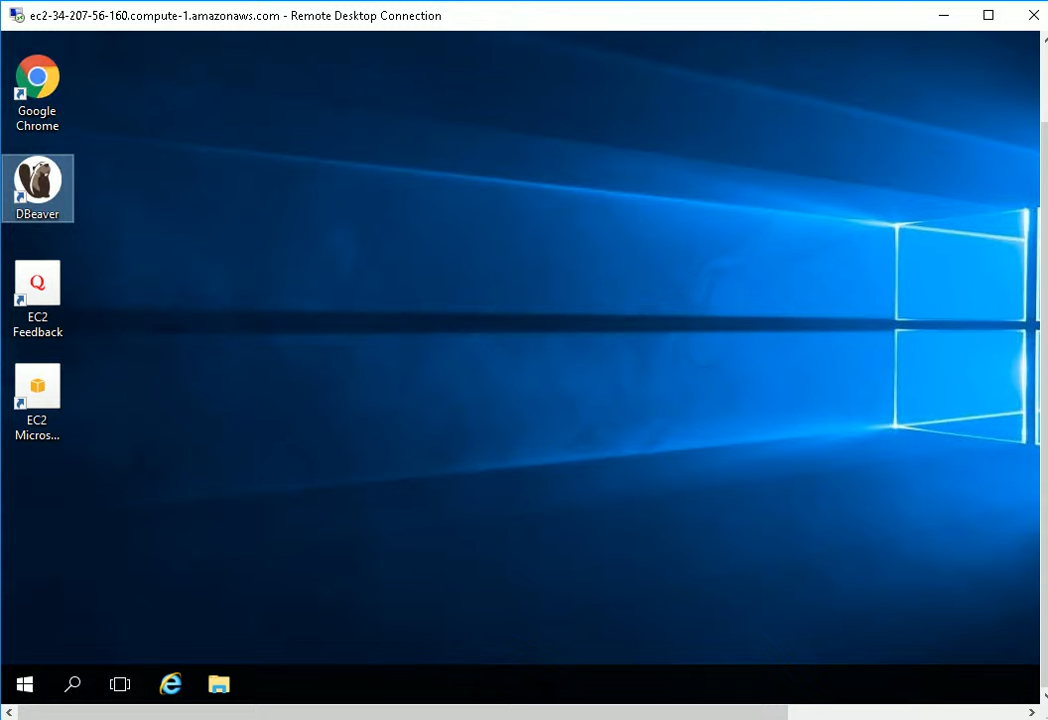 ec2-34-207-56-160.compute-1.amazonaws.com - Remote Desktop Connection
Google
Chrome
DBeaver
Q
EC2
Feedback
EC2
Micros...